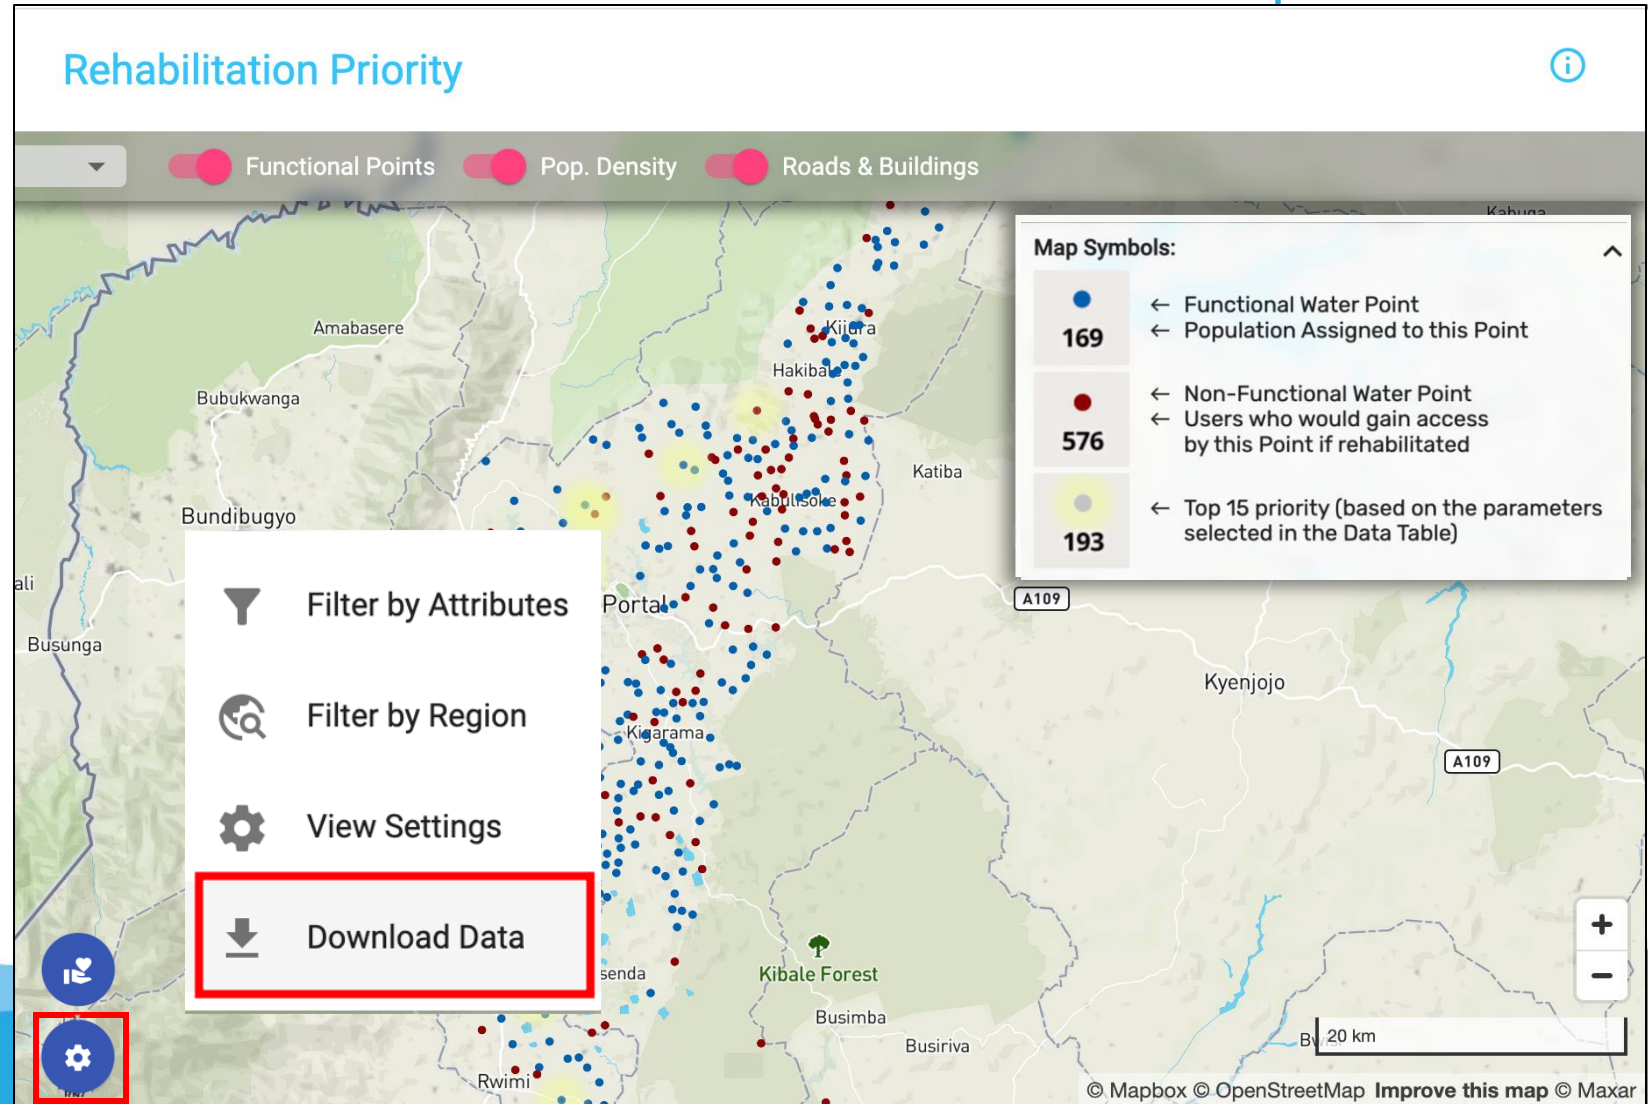 Rehabilitation Priority
Functional Points
Pop. Density
Roads & Buildings
Kabuga
Map Symbols:
169
← Functional Water Point
← Population Assigned to this Point
576
← Non-Functional Water Point
← Users who would gain access
by this Point if rehabilitated
193
← Top 15 priority (based on the parameters
selected in the Data Table)
Amabasere
Kijura
Hakibale
Bubukwanga
Katiba
Kabulisoke
Bundibugyo
ali
Portal
A109
Busunga
Kyenjojo
Kigarama
A109
Filter by Attributes
Filter by Region
View Settings
Download Data
senda
Kibale Forest
Busimba
Busiriva
Rwimi
+
−
20 km
© Mapbox © OpenStreetMap Improve this map © Maxar